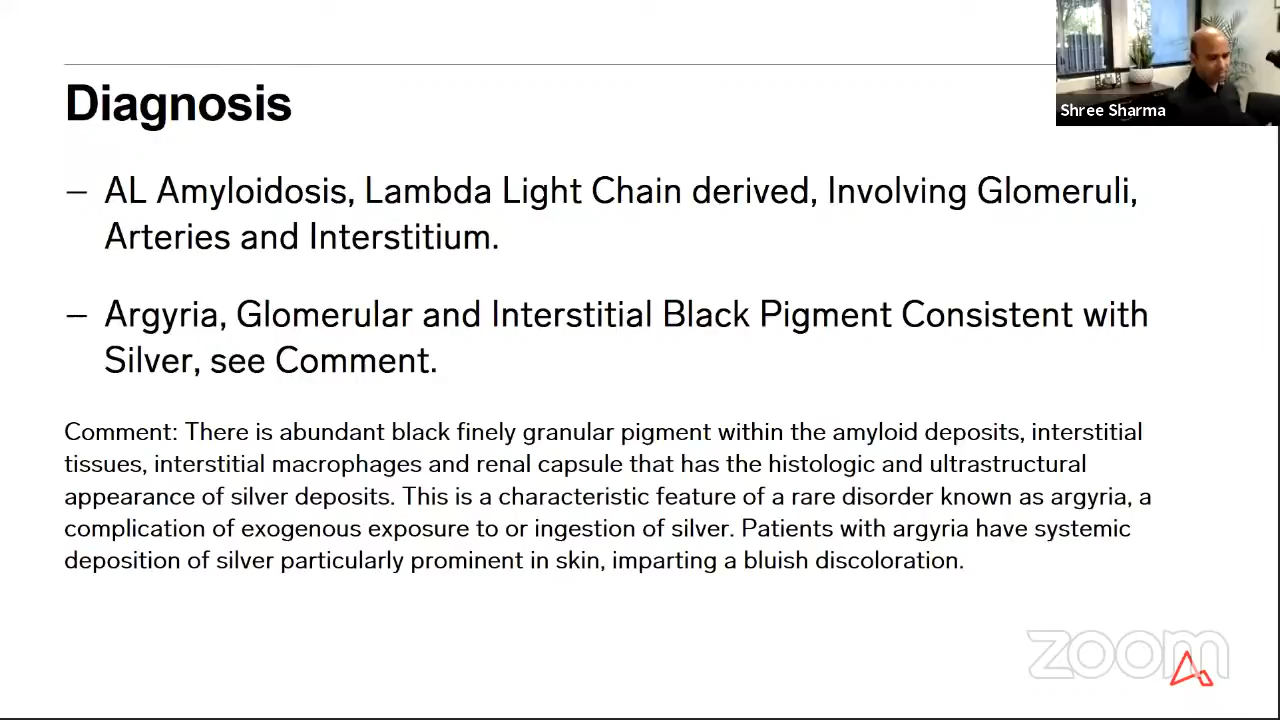 Diagnosis
Shree Sharma
– AL Amyloidosis, Lambda Light Chain derived, Involving Glomeruli,
Arteries and Interstitium.
– Argyria, Glomerular and Interstitial Black Pigment Consistent with
Silver, see Comment.
Comment: There is abundant black finely granular pigment within the amyloid deposits, interstitial
tissues, interstitial macrophages and renal capsule that has the histologic and ultrastructural
appearance of silver deposits. This is a characteristic feature of a rare disorder known as argyria, a
complication of exogenous exposure to or ingestion of silver. Patients with argyria have systemic
deposition of silver particularly prominent in skin, imparting a bluish discoloration.
zoom